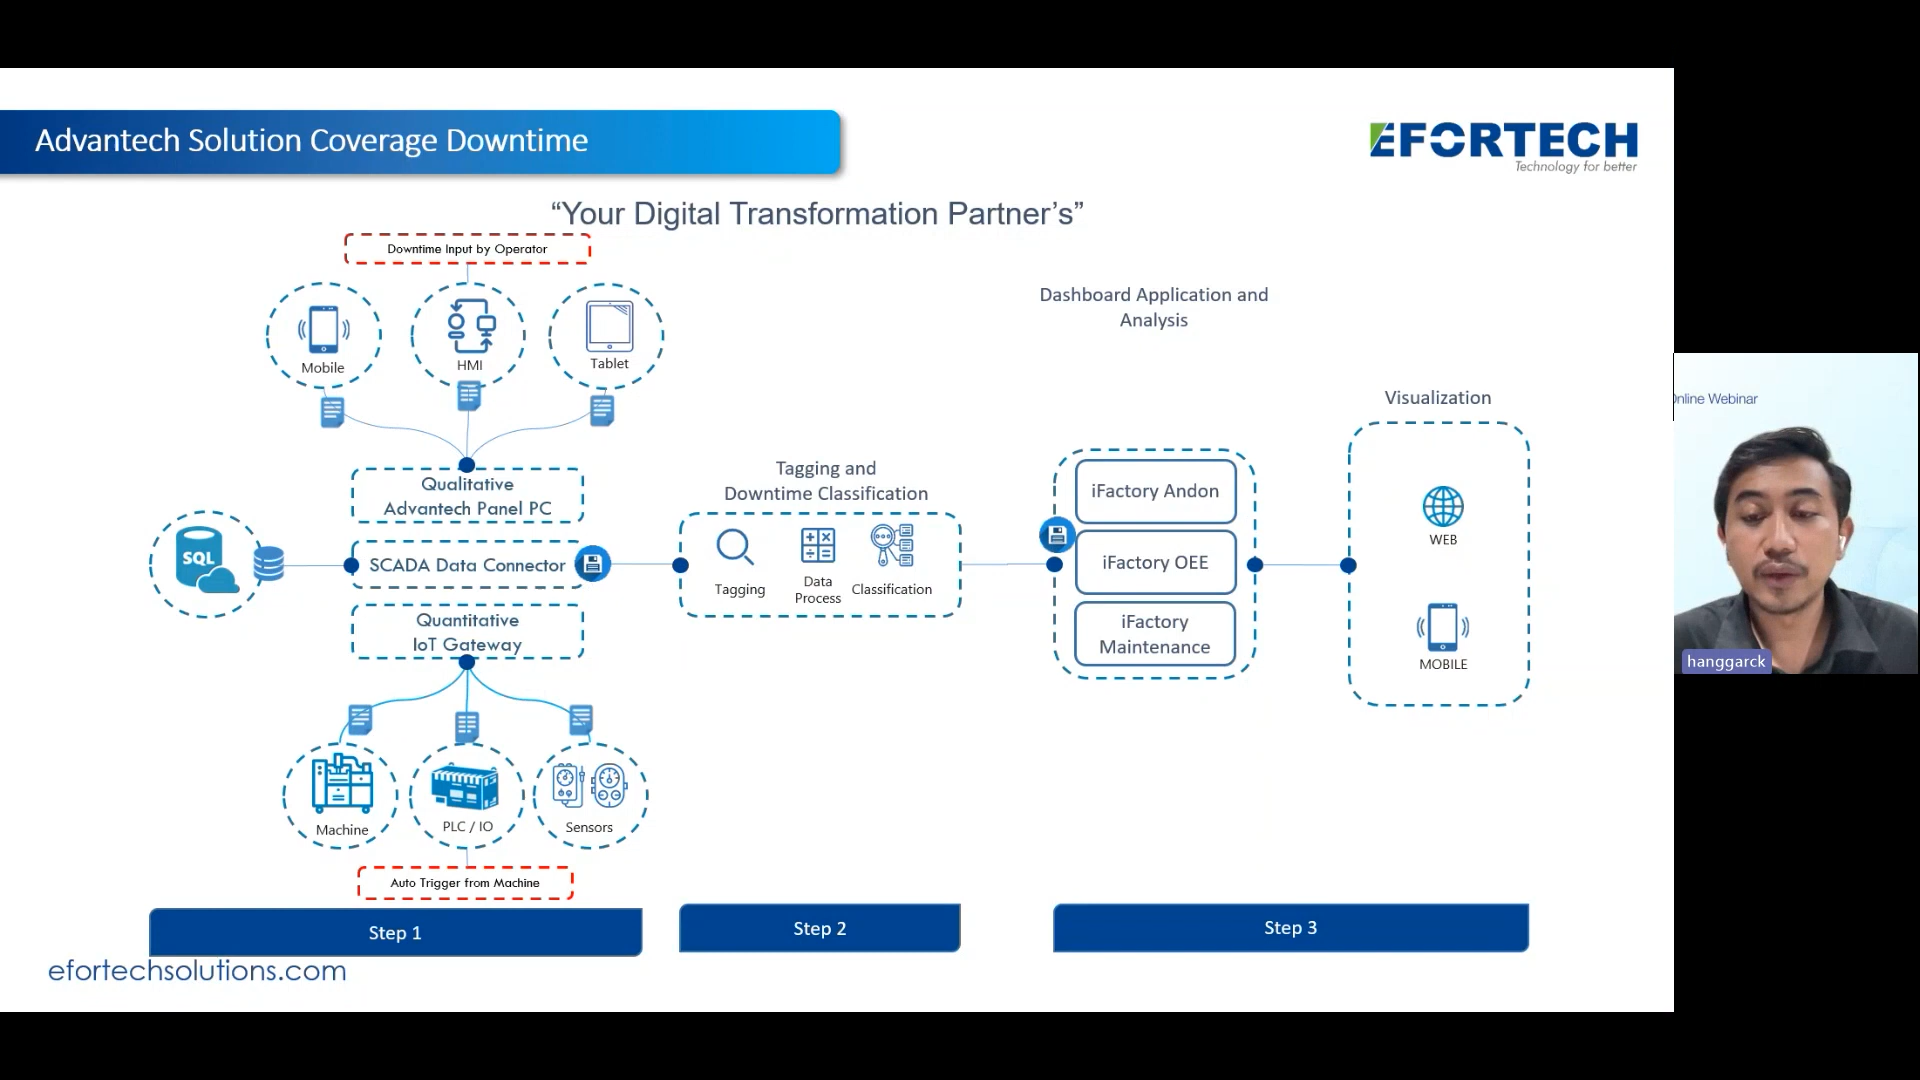 Advantech Solution Coverage Downtime
EFORTECH
Technology for better
“Your Digital Transformation Partner’s”
Downtime Input by Operator
Mobile
HMI
Tablet
Qualitative
Advantech Panel PC
SQL
SCADA Data Connector
Quantitative
IoT Gateway
Machine
PLC / IO
Sensors
Auto Trigger from Machine
Step 1
Tagging and
Downtime Classification
Tagging
Data
Process
Classification
Step 2
Dashboard Application and
Analysis
iFactory Andon
iFactory OEE
iFactory
Maintenance
Visualization
WEB
MOBILE
Step 3
efortechsolutions.com
Online Webinar
hanggarck